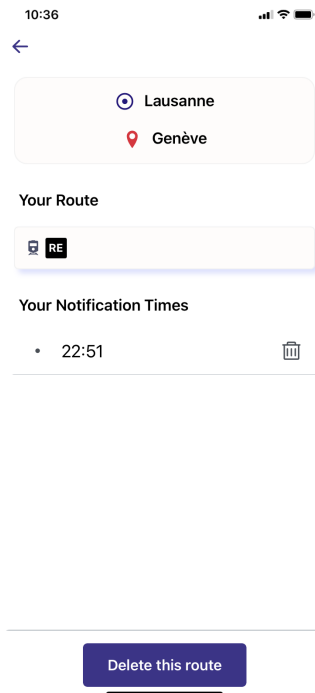 10:36
Lausanne
Genève
Your Route
RE
Your Notification Times
• 22:51
Delete this route